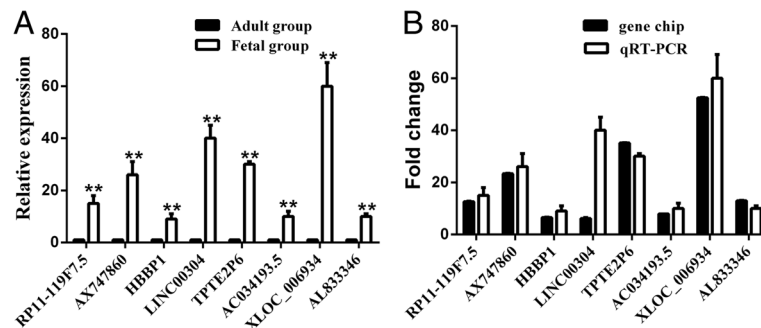 A
Adult group
Fetal group
Relative expression
80
60
40
20
0
**
**
**
**
**
**
**
**
RP11-119F7.5
AX747860
HBBP1
LINC00304
TPTE2P6
AC034193.5
XLOC_006934
AL833346
B
gene chip
qRT-PCR
Fold change
80
60
40
20
0
RP11-119F7.5
AX747860
HBBP1
LINC00304
TPTE2P6
AC034193.5
XLOC_006934
AL833346